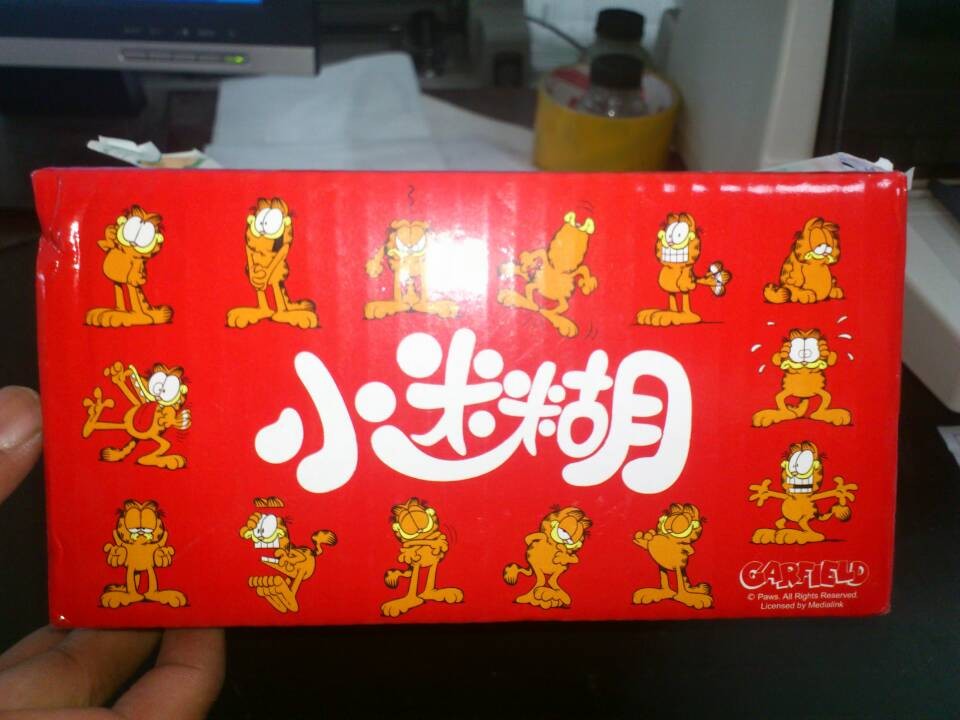 小迷糊
GARFIELD
© Paws. All Rights Reserved.
Licensed by Medialink